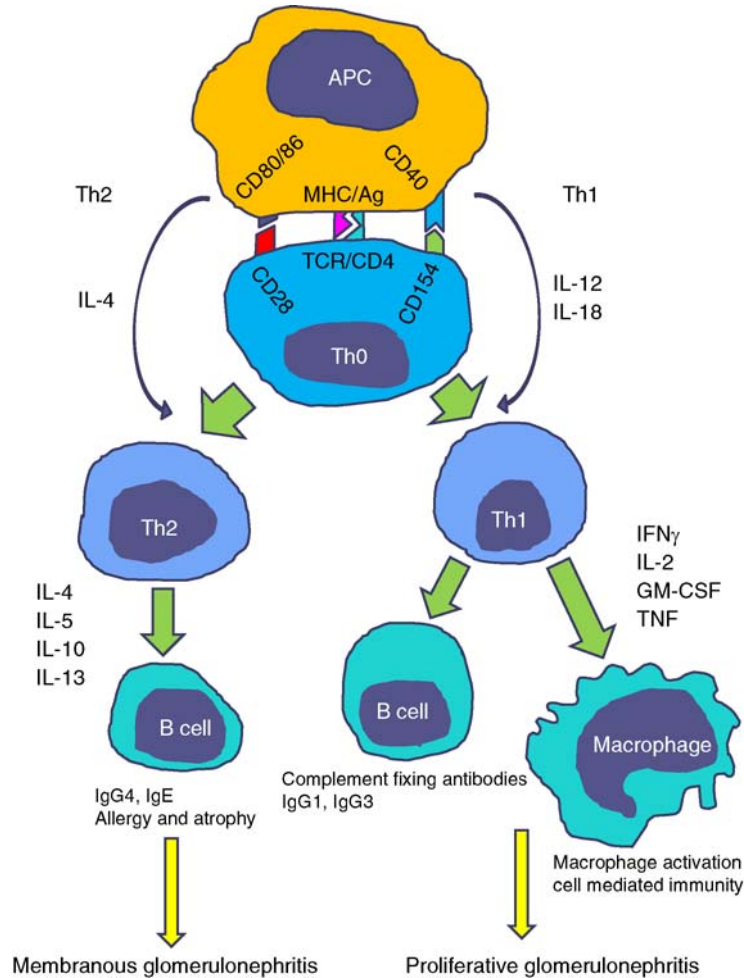 APC
CD80/86
CD40
MHC/Ag
Th2
Th1
TCR/CD4
CD28
CD154
IL-4
IL-12
IL-18
Th0
Th2
Th1
IL-4
IL-5
IL-10
IL-13
IFNγ
IL-2
GM-CSF
TNF
B cell
B cell
Macrophage
IgG4, IgE
Allergy and atrophy
Complement fixing antibodies
IgG1, IgG3
Macrophage activation
cell mediated immunity
Membranous glomerulonephritis
Proliferative glomerulonephritis